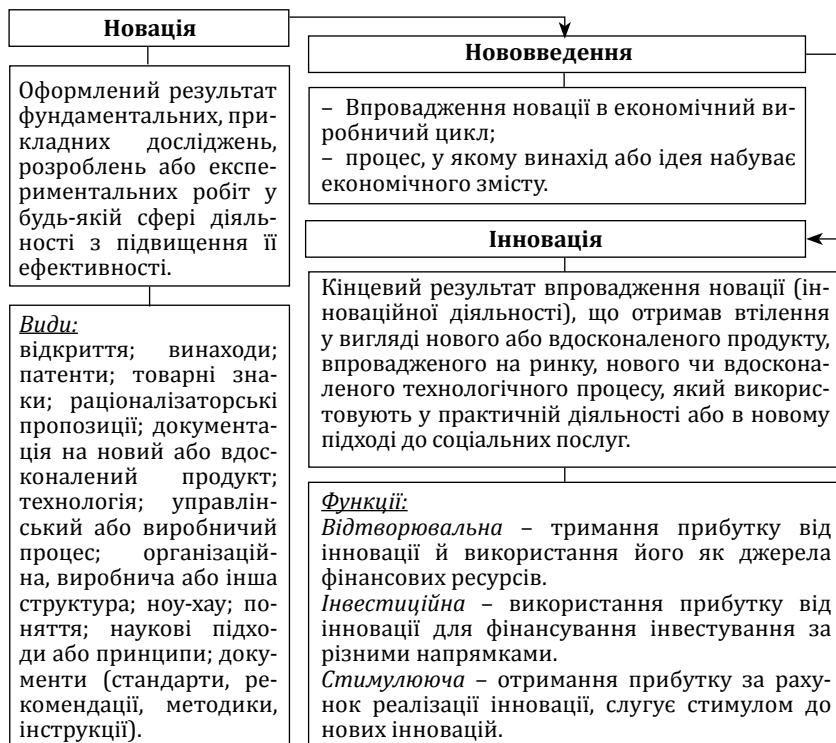 Новація
Оформлений результат
фундаментальних, при-
кладних досліджень,
розроблень або експе-
риментальних робіт у
будь-якій сфері діяль-
ності з підвищення її
ефективності.
Види:
відкриття; винаходи;
патенти; товарні зна-
ки; раціоналізаторські
пропозиції; документа-
ція на новий або вдос-
коналений продукт;
технологія; управлін-
ський або виробничий
процес; організацій-
на, виробнича або інша
структура; ноу-хау; по-
няття; наукові підхо-
ди або принципи; доку-
менти (стандарти, ре-
комендації, методики,
інструкції).
Нововведення
– Впровадження новації в економічний ви-
робничий цикл;
– процес, у якому винахід або ідея набуває
економічного змісту.
Інновація
Кінцевий результат впровадження новації (ін-
новаційної діяльності), що отримав втілення
у вигляді нового або вдосконаленого продукту,
впровадженого на ринку, нового чи вдоскона-
леного технологічного процесу, який викорис-
товують у практичній діяльності або в новому
підході до соціальних послуг.
Функції:
Відтворювальна – тримання прибутку від
інновації й використання його як джерела
фінансових ресурсів.
Інвестиційна – використання прибутку від
інновації для фінансування інвестування за
різними напрямками.
Стимулююча – отримання прибутку за раху-
нок реалізації інновації, слугує стимулом до
нових інновацій.